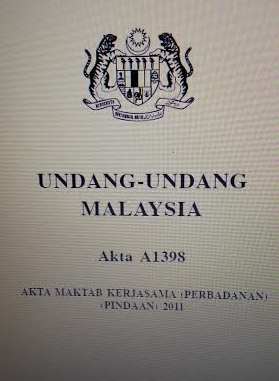 UNDANG-UNDANG
MALAYSIA
Akta A1398
AKTA MAKTAB KERJASAMA (PERBADANAN)
(PINDAAN) 2011